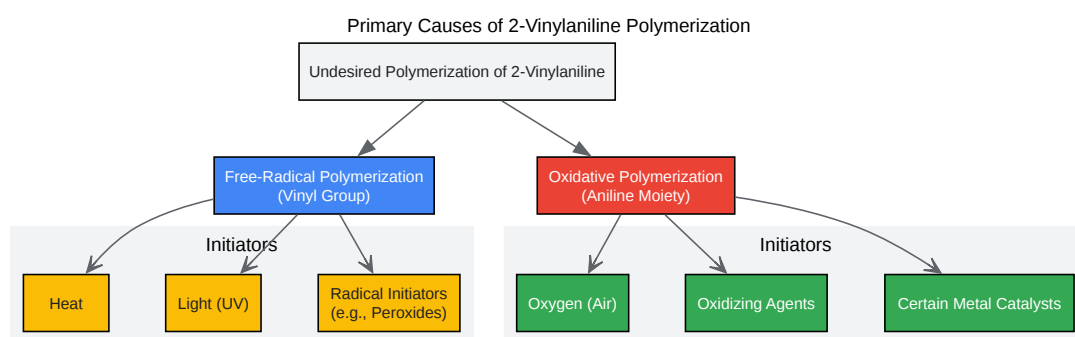 Primary Causes of 2-Vinylaniline Polymerization
Undesired Polymerization of 2-Vinylaniline
Free-Radical Polymerization
(Vinyl Group)
Oxidative Polymerization
(Aniline Moiety)
Initiators
Initiators
Heat
Light (UV)
Radical Initiators
(e.g., Peroxides)
Oxygen (Air)
Oxidizing Agents
Certain Metal Catalysts